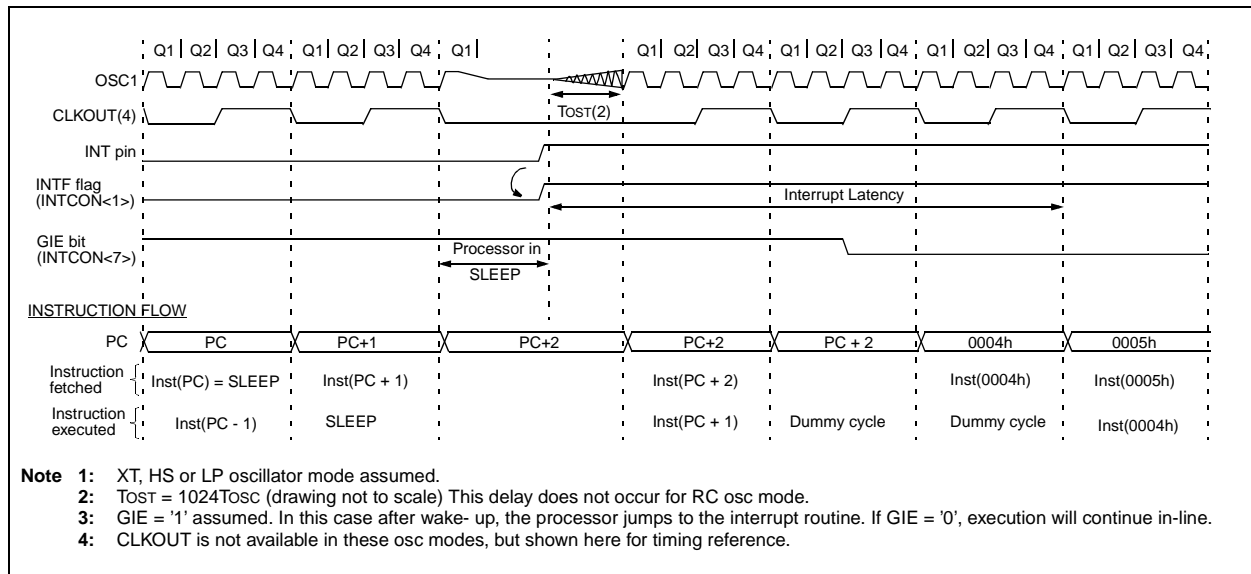 Q1 Q2 Q3 Q4 Q1 Q2 Q3 Q4 Q1 Q1 Q2 Q3 Q4 Q1 Q2 Q3 Q4 Q1 Q2 Q3 Q4 Q1 Q2 Q3 Q4
OSC1
TOST(2)
CLKOUT(4)
INT pin
INTF flag
(INTCON<1>)
Interrupt Latency
GIE bit
(INTCON<7>)
Processor in
SLEEP
INSTRUCTION FLOW
PC PC PC+1 PC+2 PC+2 PC + 2 0004h 0005h
Instruction
fetched
Inst(PC) = SLEEP Inst(PC + 1) Inst(PC + 2) Inst(0004h) Inst(0005h)
Instruction
executed
Inst(PC - 1) SLEEP Inst(PC + 1) Dummy cycle Dummy cycle Inst(0004h)
Note 1: XT, HS or LP oscillator mode assumed.
2: TOST = 1024TOSC (drawing not to scale) This delay does not occur for RC osc mode.
3: GIE = '1' assumed. In this case after wake- up, the processor jumps to the interrupt routine. If GIE = '0', execution will continue in-line.
4: CLKOUT is not available in these osc modes, but shown here for timing reference.